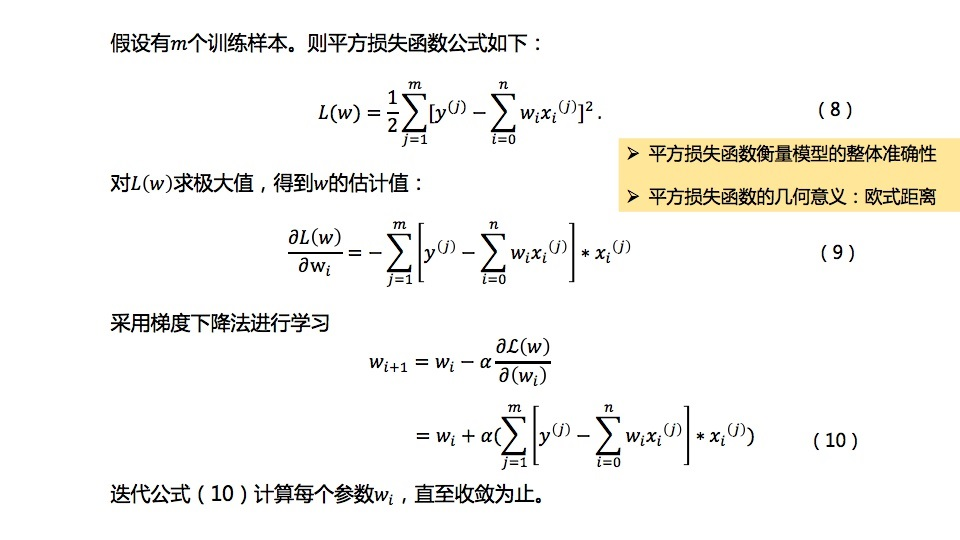 假设有𝑚个训练样本。则平方损失函数公式如下：
$L(w) = \frac{1}{2}\sum_{j=1}^{m}[y^{(j)} - \sum_{i=0}^{n} w_i x_i^{(j)}]^2.$ （8）
➢ 平方损失函数衡量模型的整体准确性
➢ 平方损失函数的几何意义：欧式距离
对𝐿(𝑤)求极大值，得到𝑤的估计值：
$\frac{\partial L(w)}{\partial \mathrm{w}_i} = -\sum_{j=1}^{m}\left[y^{(j)} - \sum_{i=0}^{n} w_i x_i^{(j)}\right] * x_i^{(j)}$ （9）
采用梯度下降法进行学习
$w_{i+1} = w_i - \alpha\frac{\partial \mathcal{L}(w)}{\partial (w_i)}$
$= w_i + \alpha(\sum_{j=1}^{m}\left[y^{(j)} - \sum_{i=0}^{n} w_i x_i^{(j)}\right] * x_i^{(j)})$ （10）
迭代公式（10）计算每个参数$w_i$，直至收敛为止。